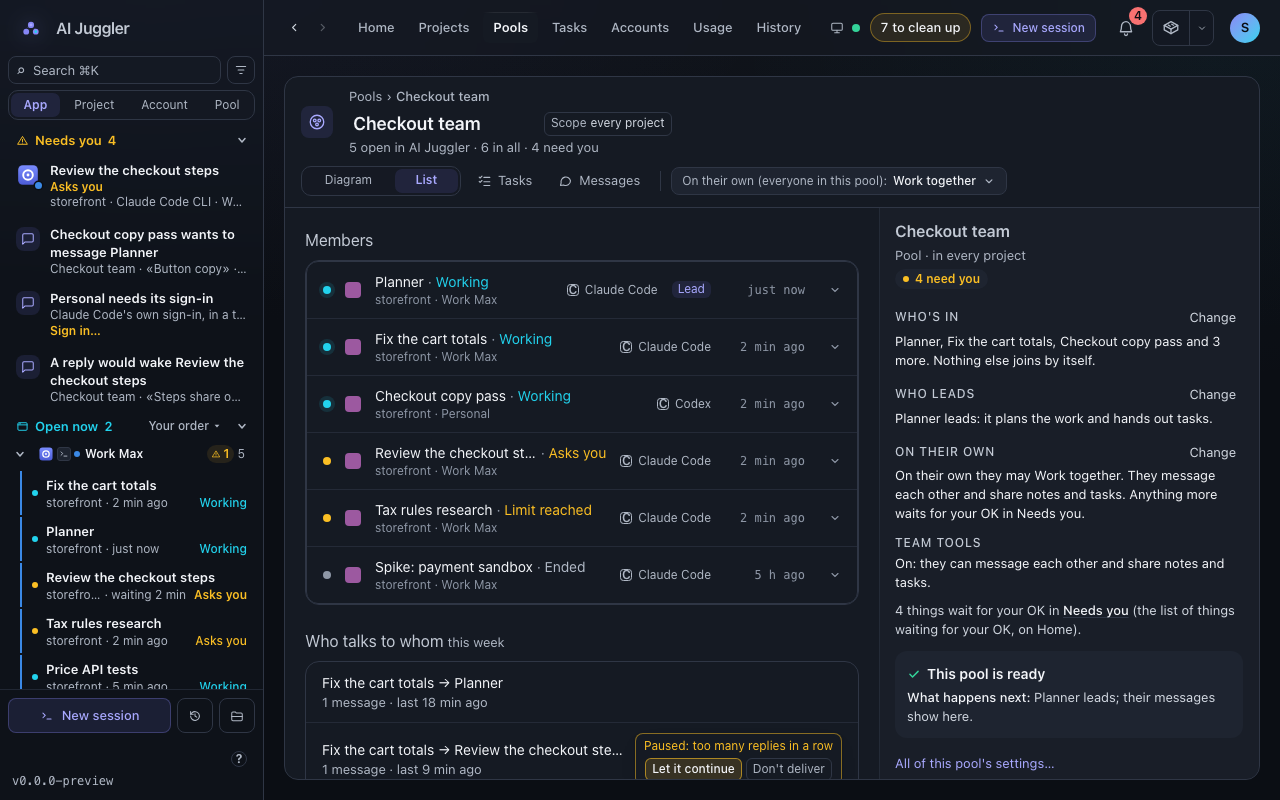 AI Juggler
Search ⌘K
App Project Account Pool
Needs you 4
Review the checkout steps
Asks you
storefront · Claude Code CLI · W…
Checkout copy pass wants to
message Planner
Checkout team · «Button copy» ·…
Personal needs its sign-in
Claude Code's own sign-in, in a t…
Sign in…
A reply would wake Review the
checkout steps
Checkout team · «Steps share o…
Open now 2 Your order
Work Max 1 5
Fix the cart totals
storefront · 2 min ago Working
Planner
storefront · just now Working
Review the checkout steps
storefro… · waiting 2 min Asks you
Tax rules research
storefront · 2 min ago Asks you
Price API tests
storefront · 5 min ago Working
New session
?
v0.0.0-preview
Home Projects Pools Tasks Accounts Usage History 7 to clean up New session 4 S
Pools › Checkout team
Checkout team Scope every project
5 open in AI Juggler · 6 in all · 4 need you
Diagram List Tasks Messages On their own (everyone in this pool): Work together
Members
Planner · Working Claude Code Lead just now
storefront · Work Max
Fix the cart totals · Working Claude Code 2 min ago
storefront · Work Max
Checkout copy pass · Working Codex 2 min ago
storefront · Personal
Review the checkout st… · Asks you Claude Code 2 min ago
storefront · Work Max
Tax rules research · Limit reached Claude Code 2 min ago
storefront · Work Max
Spike: payment sandbox · Ended Claude Code 5 h ago
storefront · Work Max
Who talks to whom this week
Fix the cart totals → Planner
1 message · last 18 min ago
Fix the cart totals → Review the checkout ste… Paused: too many replies in a row
1 message · last 9 min ago Let it continue Don't deliver
Checkout team
Pool · in every project
4 need you
WHO'S IN Change
Planner, Fix the cart totals, Checkout copy pass and 3
more. Nothing else joins by itself.
WHO LEADS Change
Planner leads: it plans the work and hands out tasks.
ON THEIR OWN Change
On their own they may Work together. They message
each other and share notes and tasks. Anything more
waits for your OK in Needs you.
TEAM TOOLS
On: they can message each other and share notes and
tasks.
4 things wait for your OK in Needs you (the list of things
waiting for your OK, on Home).
This pool is ready
What happens next: Planner leads; their messages
show here.
All of this pool's settings…